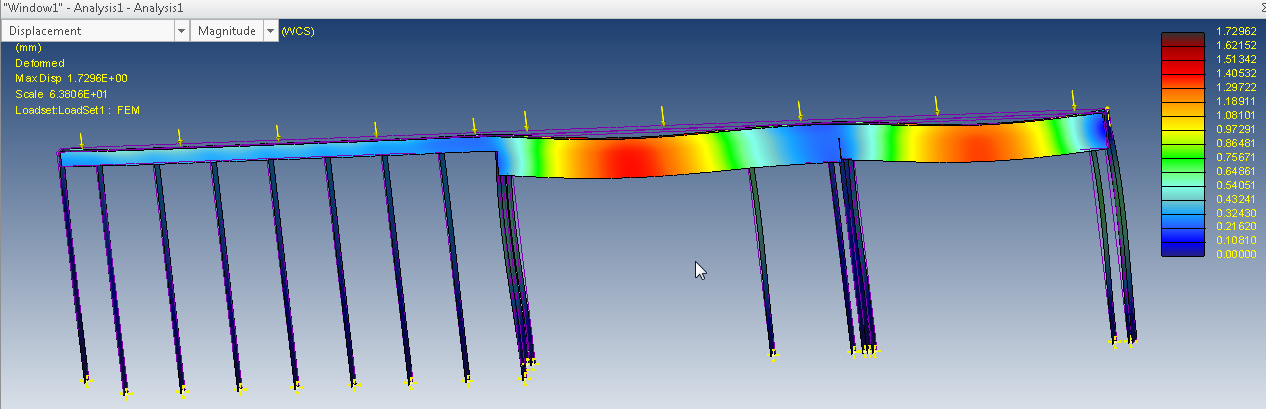 "Window1" - Analysis1 - Analysis1
Displacement Magnitude (WCS)
(mm)
Deformed
Max Disp 1.7296E+00
Scale 6.3806E+01
Loadset:LoadSet1 : FEM
1.72962
1.62152
1.51342
1.40532
1.29722
1.18911
1.08101
0.97291
0.86481
0.75671
0.64861
0.54051
0.43241
0.32430
0.21620
0.10810
0.00000